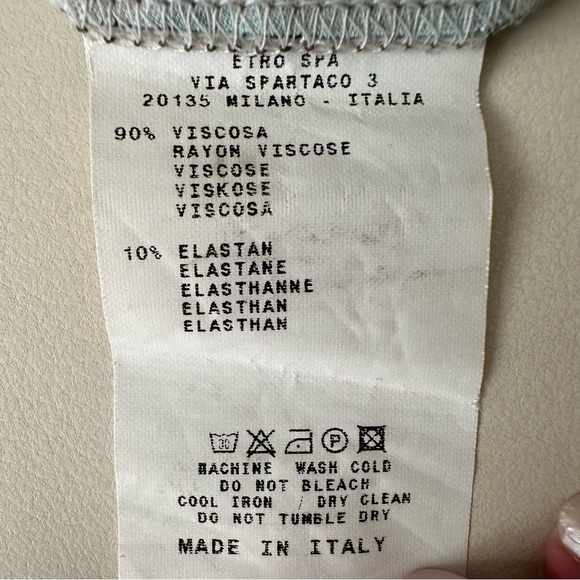 ETRO SPA
VIA SPARTACO 3
20135 MILANO - ITALIA
90% VISCOSA
RAYON VISCOSE
VISCOSE
VISKOSE
VISCOSA
10% ELASTAN
ELASTANE
ELASTHANNE
ELASTHAN
ELASTHAN
30 P
MACHINE WASH COLD
DO NOT BLEACH
COOL IRON / DRY CLEAN
DO NOT TUMBLE DRY
MADE IN ITALY